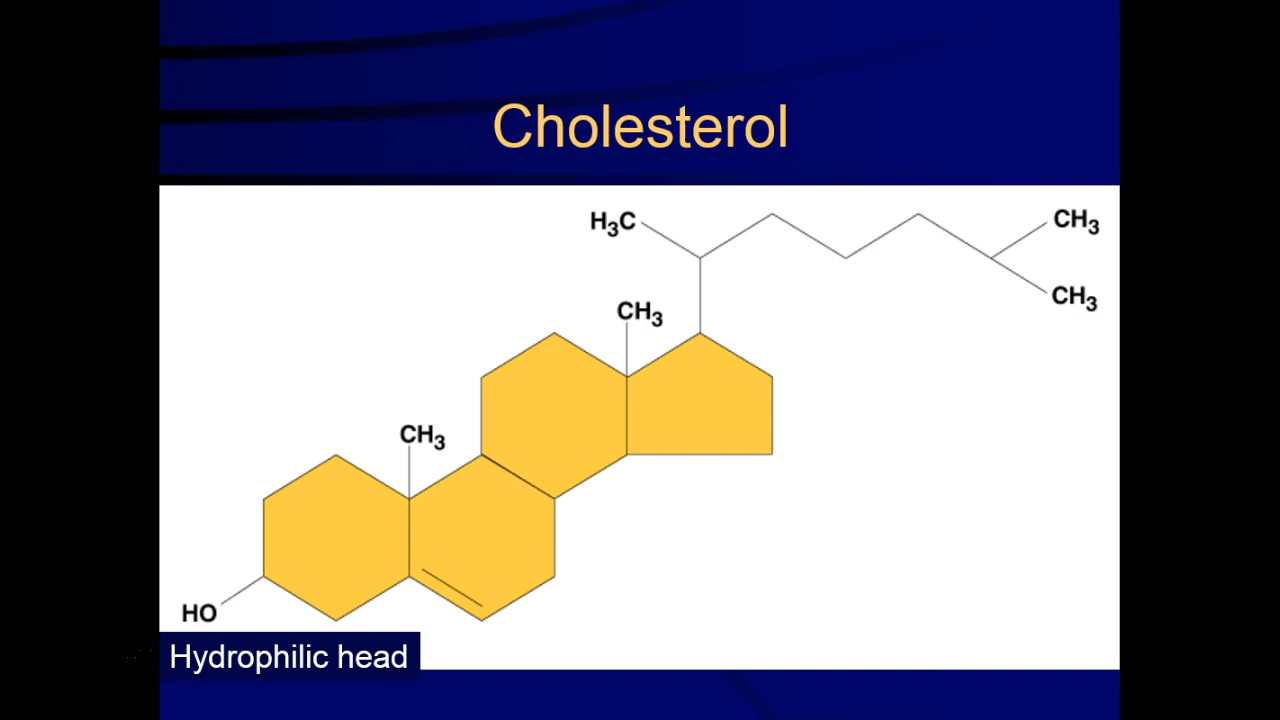 Cholesterol
H₃C
CH₃
CH₃
CH₃
CH₃
HO
Hydrophilic head